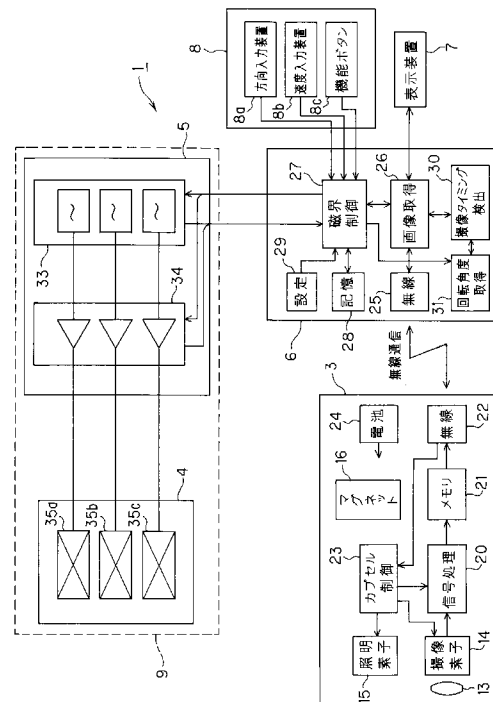 1
9
4
35a
35b
35c
5
33
34
8
方向入力装置
8a
速度入力装置
8b
機能ボタン
8c
表示装置
7
6
設定
29
磁界
制御
27
記憶
28
画像取得
26
無線
25
撮像タイミング
検出
30
回転角度
取得
31
無線通信
3
電池
24
マグネット
16
カプセル
制御
23
無線
22
メモリ
21
信号処理
20
照明
素子
15
撮像
素子
14
13